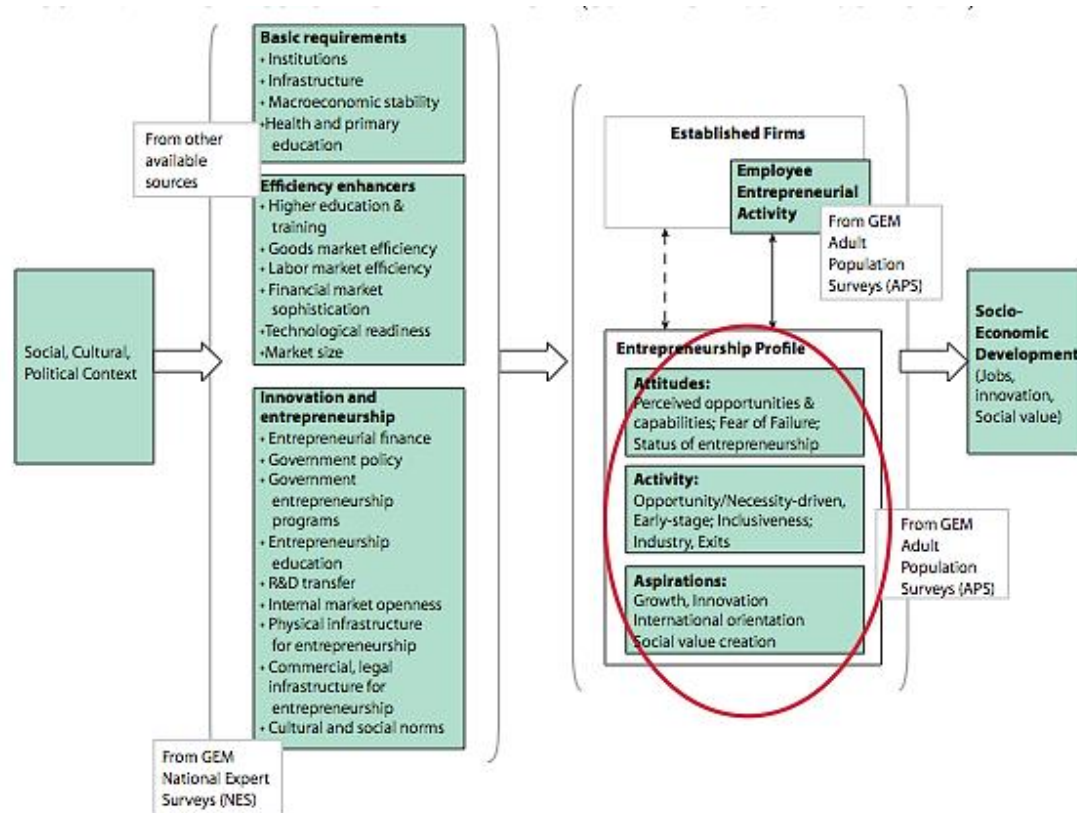 Basic requirements
• Institutions
• Infrastructure
• Macroeconomic stability
•Health and primary
education
From other
available
sources
Efficiency enhancers
• Higher education &
training
• Goods market efficiency
• Labor market efficiency
• Financial market
sophistication
•Technological readiness
•Market size
Social, Cultural,
Political Context
Innovation and
entrepreneurship
• Entrepreneurial finance
• Government policy
• Government
entrepreneurship
programs
• Entrepreneurship
education
• R&D transfer
• Internal market openness
• Physical infrastructure
for entrepreneurship
• Commercial, legal
infrastructure for
entrepreneurship
• Cultural and social norms
From GEM
National Expert
Surveys (NES)
Established Firms
Employee
Entrepreneurial
Activity
From GEM
Adult
Population
Surveys (APS)
Entrepreneurship Profile
Attitudes:
Perceived opportunities &
capabilities; Fear of Failure;
Status of entrepreneurship
Activity:
Opportunity/Necessity-driven,
Early-stage; Inclusiveness;
Industry, Exits
Aspirations:
Growth, Innovation
International orientation
Social value creation
From GEM
Adult
Population
Surveys (APS)
Socio-
Economic
Development
(Jobs,
innovation,
Social value)